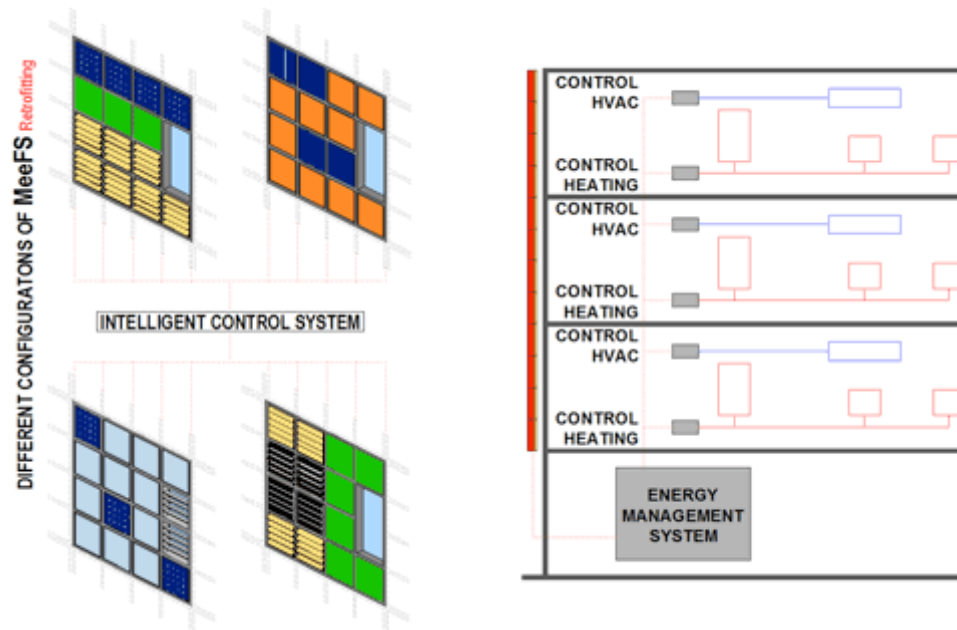 DIFFERENT CONFIGURATONS OF MeeFS Retrofitting
INTELLIGENT CONTROL SYSTEM
CONTROL
HVAC
CONTROL
HEATING
CONTROL
HVAC
CONTROL
HEATING
CONTROL
HVAC
CONTROL
HEATING
ENERGY
MANAGEMENT
SYSTEM